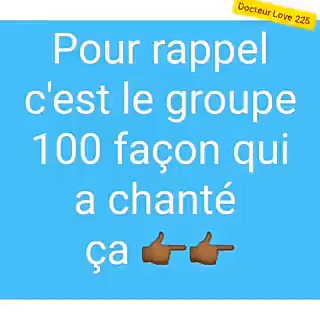 Docteur Love 225
Pour rappel
c'est le groupe
100 façon qui
a chanté
ça 👉🏾👉🏾